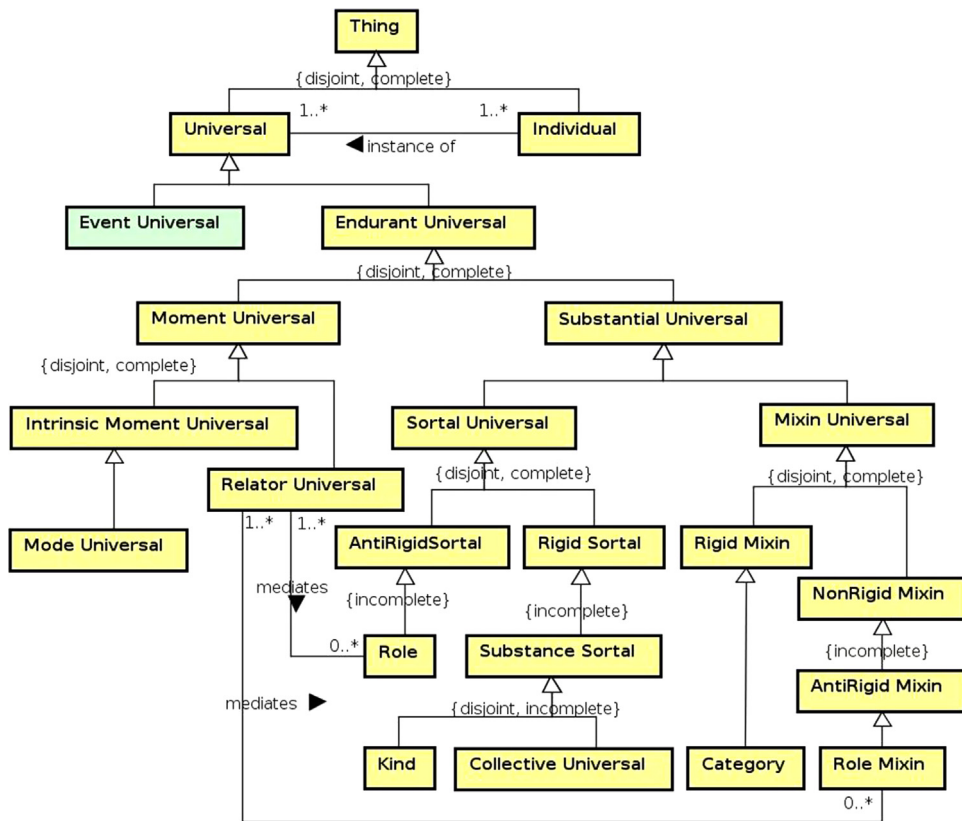 Thing
{disjoint, complete}
1..*
1..*
Universal
Individual
instance of
Event Universal
Endurant Universal
{disjoint, complete}
Moment Universal
Substantial Universal
{disjoint, complete}
Intrinsic Moment Universal
Sortal Universal
Mixin Universal
{disjoint, complete}
{disjoint, complete}
Relator Universal
1..*
1..*
Mode Universal
AntiRigidSortal
Rigid Sortal
Rigid Mixin
mediates
{incomplete}
{incomplete}
NonRigid Mixin
0..*
Role
Substance Sortal
{incomplete}
AntiRigid Mixin
mediates
{disjoint, incomplete}
Kind
Collective Universal
Category
Role Mixin
0..*